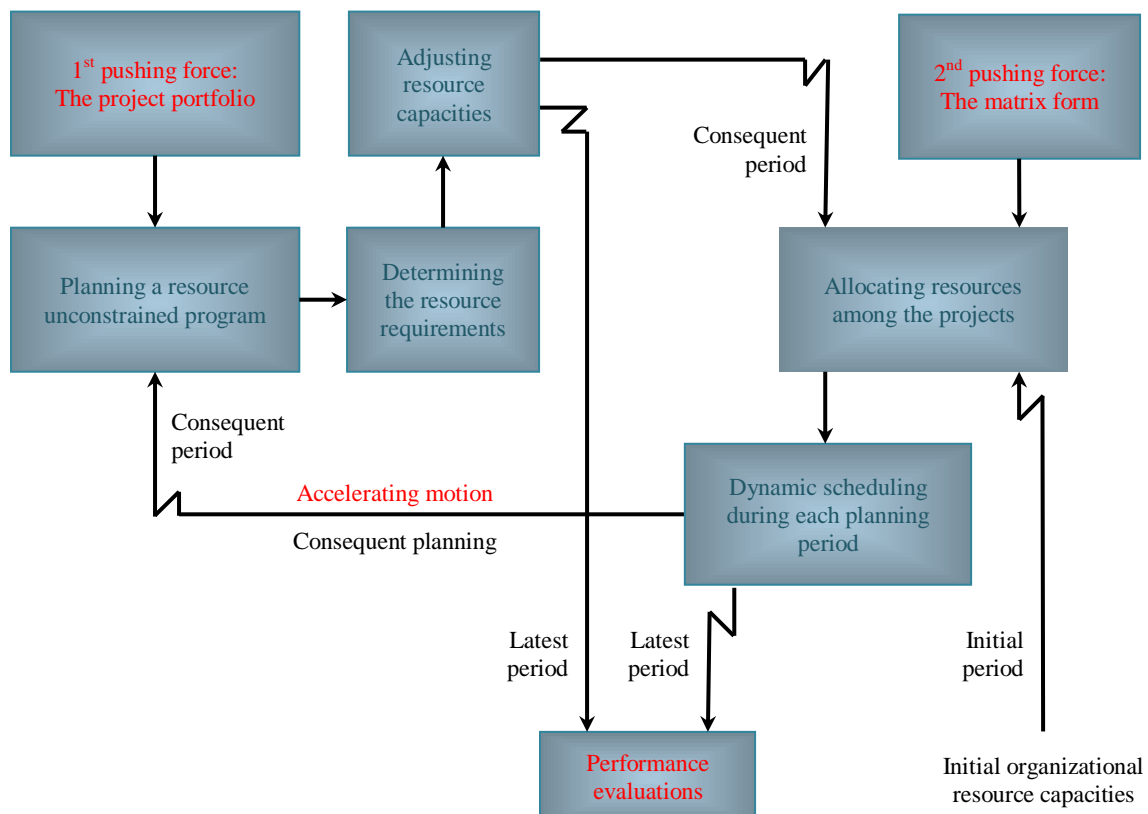 1st pushing force:
The project portfolio
Adjusting
resource
capacities
2nd pushing force:
The matrix form
Consequent
period
Planning a resource
unconstrained program
Determining
the resource
requirements
Allocating resources
among the projects
Consequent
period
Accelerating motion
Consequent planning
Dynamic scheduling
during each planning
period
Latest
period
Latest
period
Initial
period
Performance
evaluations
Initial organizational
resource capacities